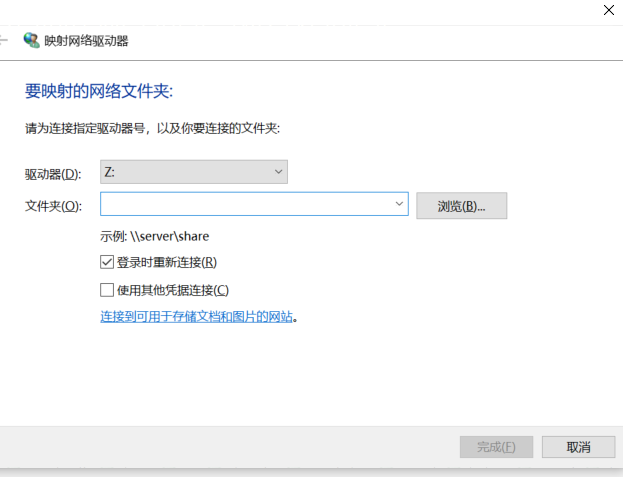 映射网络驱动器
要映射的网络文件夹:
请为连接指定驱动器号，以及你要连接的文件夹:
驱动器(D): Z:
文件夹(O): 浏览(B)...
示例: \\server\share
登录时重新连接(R)
使用其他凭据连接(C)
连接到可用于存储文档和图片的网站。
完成(F) 取消